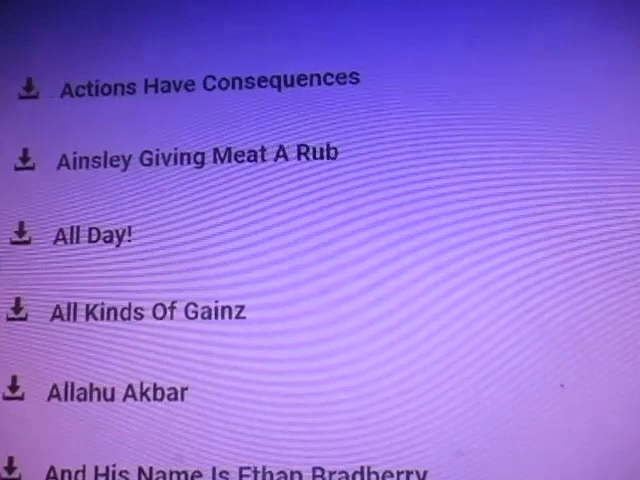 Actions Have Consequences
Ainsley Giving Meat A Rub
All Day!
All Kinds Of Gainz
Allahu Akbar
And His Name Is Ethan Bradberry